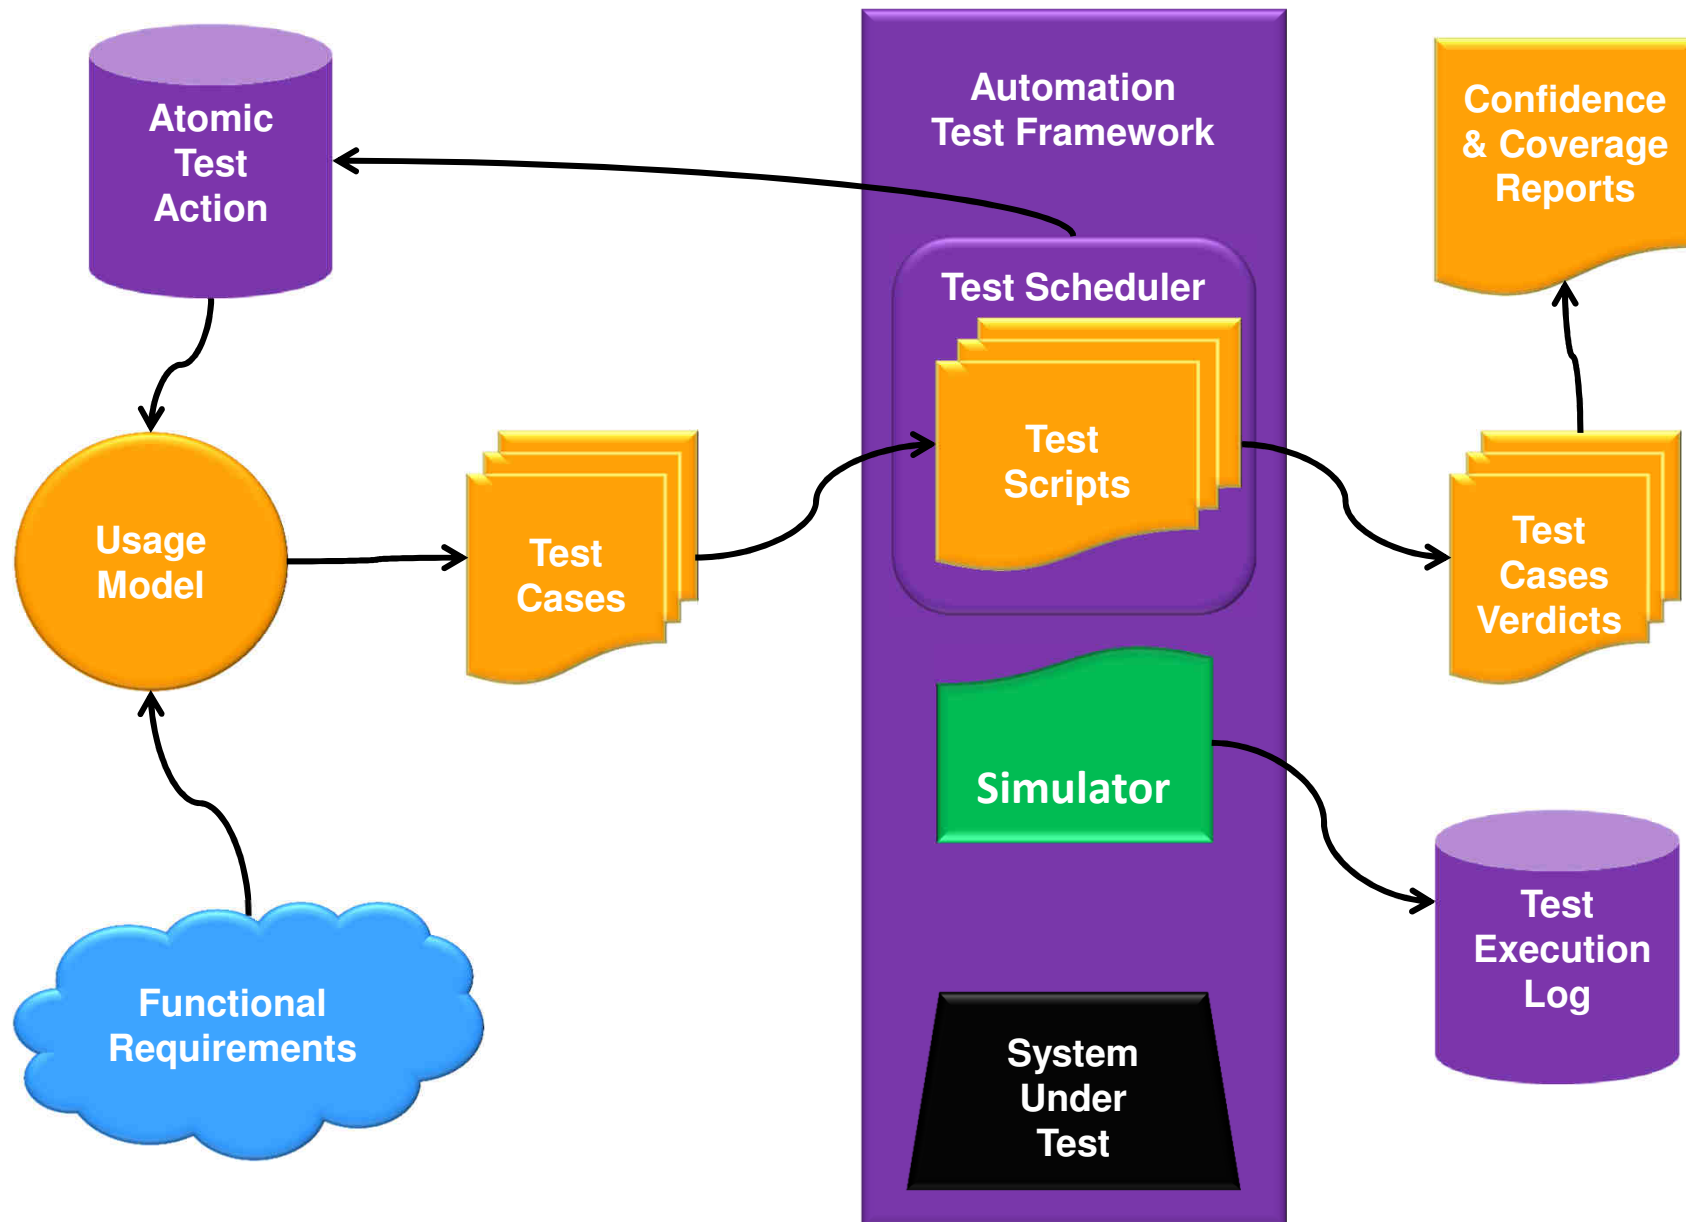 Atomic
Test
Action
Automation
Test Framework
Confidence
& Coverage
Reports
Test Scheduler
Test
Scripts
Usage
Model
Test
Cases
Test
Cases
Verdicts
Simulator
Functional
Requirements
Test
Execution
Log
System
Under
Test